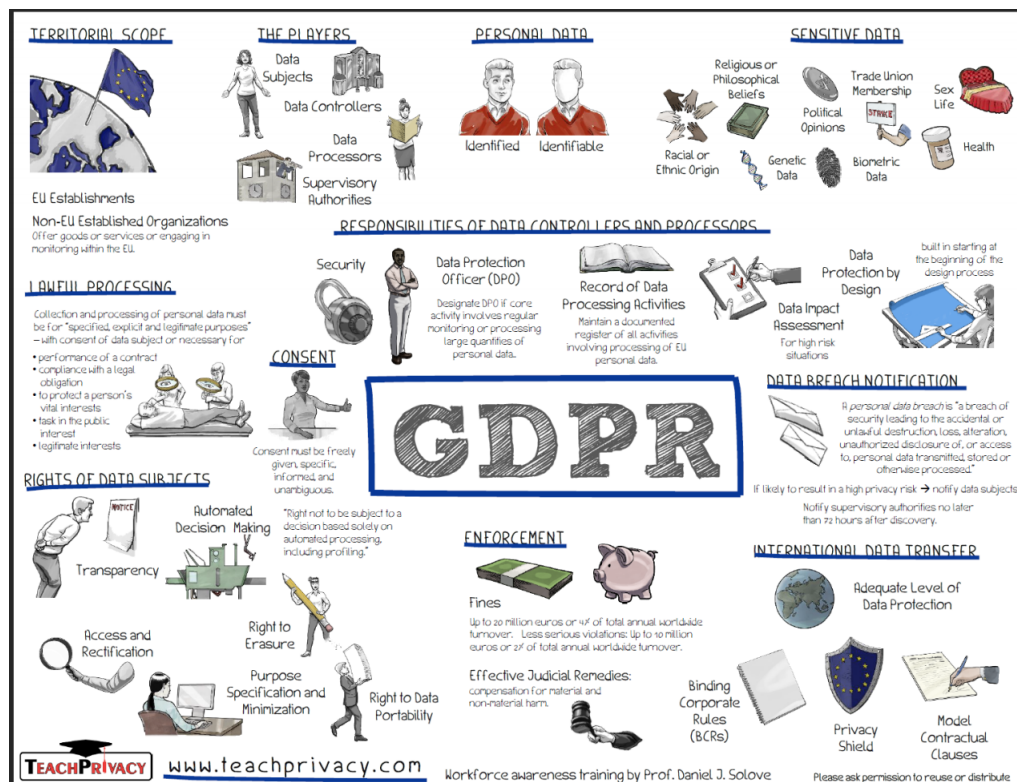 TERRITORIAL SCOPE
EU Establishments
Non-EU Established Organizations
Offer goods or services or engaging in
monitoring within the EU.
THE PLAYERS
Data
Subjects
Data Controllers
Data
Processors
Supervisory
Authorities
PERSONAL DATA
Identified
Identifiable
SENSITIVE DATA
Religious or
Philosophical
Beliefs
Racial or
Ethnic Origin
Genetic
Data
Political
Opinions
Trade Union
Membership
STRIKE
Biometric
Data
Sex
Life
Health
RESPONSIBILITIES OF DATA CONTROLLERS AND PROCESSORS
Security
Data Protection
Officer (DPO)
Designate DPO if core
activity involves regular
monitoring or processing
large quantities of
personal data.
Record of Data
Processing Activities
Maintain a documented
register of all activities
involving processing of EU
personal data.
Data Impact
Assessment
For high risk
situations
Data
Protection by
Design
built in starting at
the beginning of the
design process
LAWFUL PROCESSING
Collection and processing of personal data must
be for "specified, explicit and legitimate purposes"
– with consent of data subject or necessary for
• performance of a contract
• compliance with a legal
obligation
• to protect a person's
vital interests
• task in the public
interest
• legitimate interests
CONSENT
Consent must be freely
given, specific,
informed, and
unambiguous.
GDPR
DATA BREACH NOTIFICATION
A personal data breach is "a breach of
security leading to the accidental or
unlawful destruction, loss, alteration,
unauthorized disclosure of, or access
to, personal data transmitted, stored or
otherwise processed."
If likely to result in a high privacy risk → notify data subjects
Notify supervisory authorities no later
than 72 hours after discovery.
RIGHTS OF DATA SUBJECTS
NOTICE
Transparency
Automated
Decision Making
"Right not to be subject to a
decision based solely on
automated processing,
including profiling."
Access and
Rectification
Right to
Erasure
Purpose
Specification and
Minimization
Right to Data
Portability
ENFORCEMENT
Fines
Up to 20 million euros or 4% of total annual worldwide
turnover. Less serious violations: Up to 10 million
euros or 2% of total annual worldwide turnover.
Effective Judicial Remedies:
compensation for material and
non-material harm.
INTERNATIONAL DATA TRANSFER
Adequate Level of
Data Protection
Binding
Corporate
Rules
(BCRs)
Privacy
Shield
Model
Contractual
Clauses
TEACHPRIVACY
www.teachprivacy.com
Workforce awareness training by Prof. Daniel J. Solove
Please ask permission to reuse or distribute